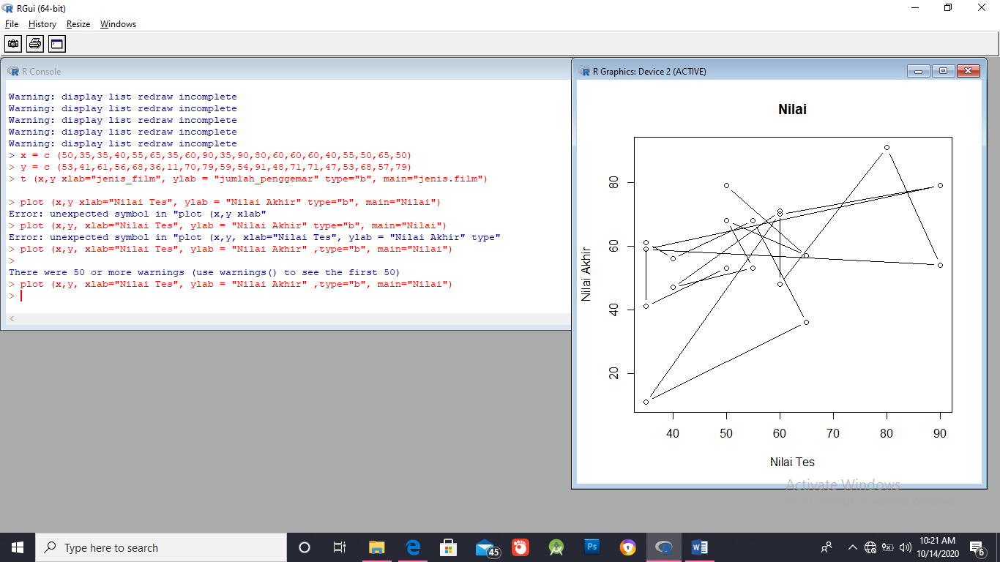 RGui (64-bit)
File History Resize Windows
R Console
Warning: display list redraw incomplete
Warning: display list redraw incomplete
Warning: display list redraw incomplete
Warning: display list redraw incomplete
Warning: display list redraw incomplete
> x = c (50,35,35,40,55,65,35,60,90,35,90,80,60,60,60,40,55,50,65,50)
> y = c (53,41,61,56,68,36,11,70,79,59,54,91,48,71,71,47,53,68,57,79)
> t (x,y xlab="jenis_film", ylab = "jumlah_penggemar" type="b", main="jenis.film")
> plot (x,y xlab="Nilai Tes", ylab = "Nilai Akhir" type="b", main="Nilai")
Error: unexpected symbol in "plot (x,y xlab"
> plot (x,y, xlab="Nilai Tes", ylab = "Nilai Akhir" type="b", main="Nilai")
Error: unexpected symbol in "plot (x,y, xlab="Nilai Tes", ylab = "Nilai Akhir" type"
> plot (x,y, xlab="Nilai Tes", ylab = "Nilai Akhir" ,type="b", main="Nilai")
>
There were 50 or more warnings (use warnings() to see the first 50)
> plot (x,y, xlab="Nilai Tes", ylab = "Nilai Akhir" ,type="b", main="Nilai")
>
R Graphics: Device 2 (ACTIVE)
Nilai
80
60
40
20
Nilai Akhir
40 50 60 70 80 90
Nilai Tes
Activate Windows
Type here to search
45
Ps
10:21 AM
10/14/2020
6